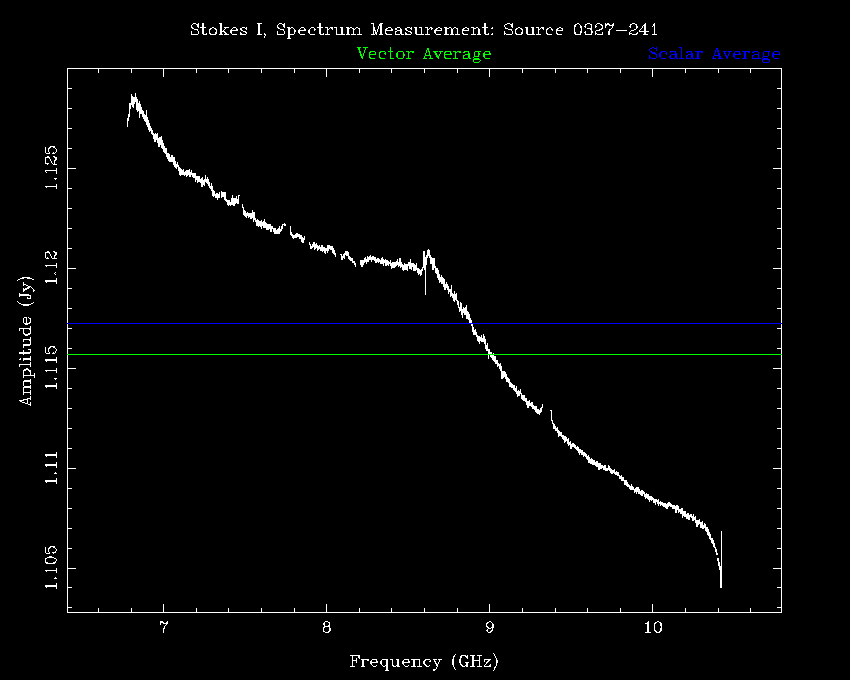 Stokes I, Spectrum Measurement: Source 0327−241
Vector Average Scalar Average
1.125
1.12
1.115
1.11
1.105
Amplitude (Jy)
7 8 9 10
Frequency (GHz)